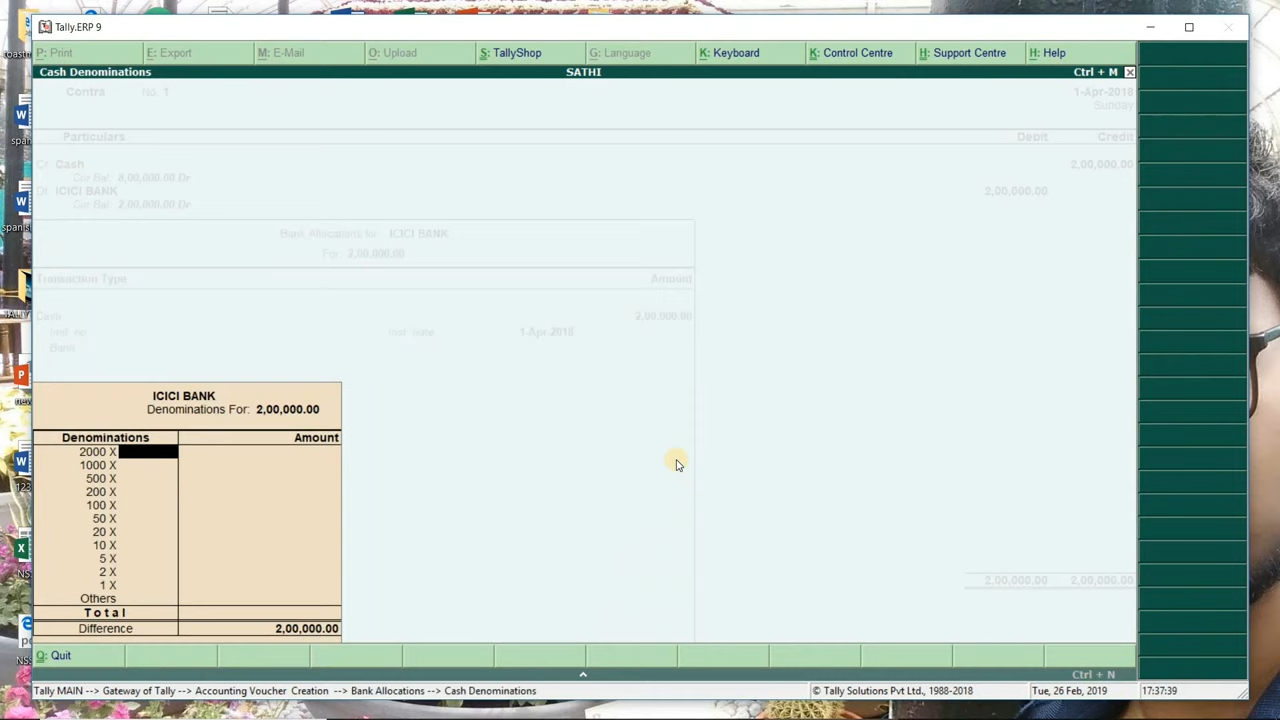 Tally.ERP 9
P: Print E: Export M: E-Mail O: Upload S: TallyShop G: Language K: Keyboard K: Control Centre H: Support Centre H: Help
Cash Denominations SATHI Ctrl + M
Contra No. 1 1-Apr-2018
Sunday
Particulars Debit Credit
Cr Cash 2,00,000.00
Cur Bal: 8,00,000.00 Dr
Dr ICICI BANK 2,00,000.00
Cur Bal: 2,00,000.00 Dr
Bank Allocations for: ICICI BANK
For: 2,00,000.00
Transaction Type Amount
Cash 2,00,000.00
Inst. no. Inst. date 1-Apr-2018
Bank
ICICI BANK
Denominations For: 2,00,000.00
Denominations Amount
2000 X
1000 X
500 X
200 X
100 X
50 X
20 X
10 X
5 X
2 X
1 X
Others
Total
Difference 2,00,000.00
2,00,000.00 2,00,000.00
Q: Quit
Ctrl + N
Tally MAIN --> Gateway of Tally --> Accounting Voucher Creation --> Bank Allocations --> Cash Denominations © Tally Solutions Pvt Ltd., 1988-2018 Tue, 26 Feb, 2019 17:37:39